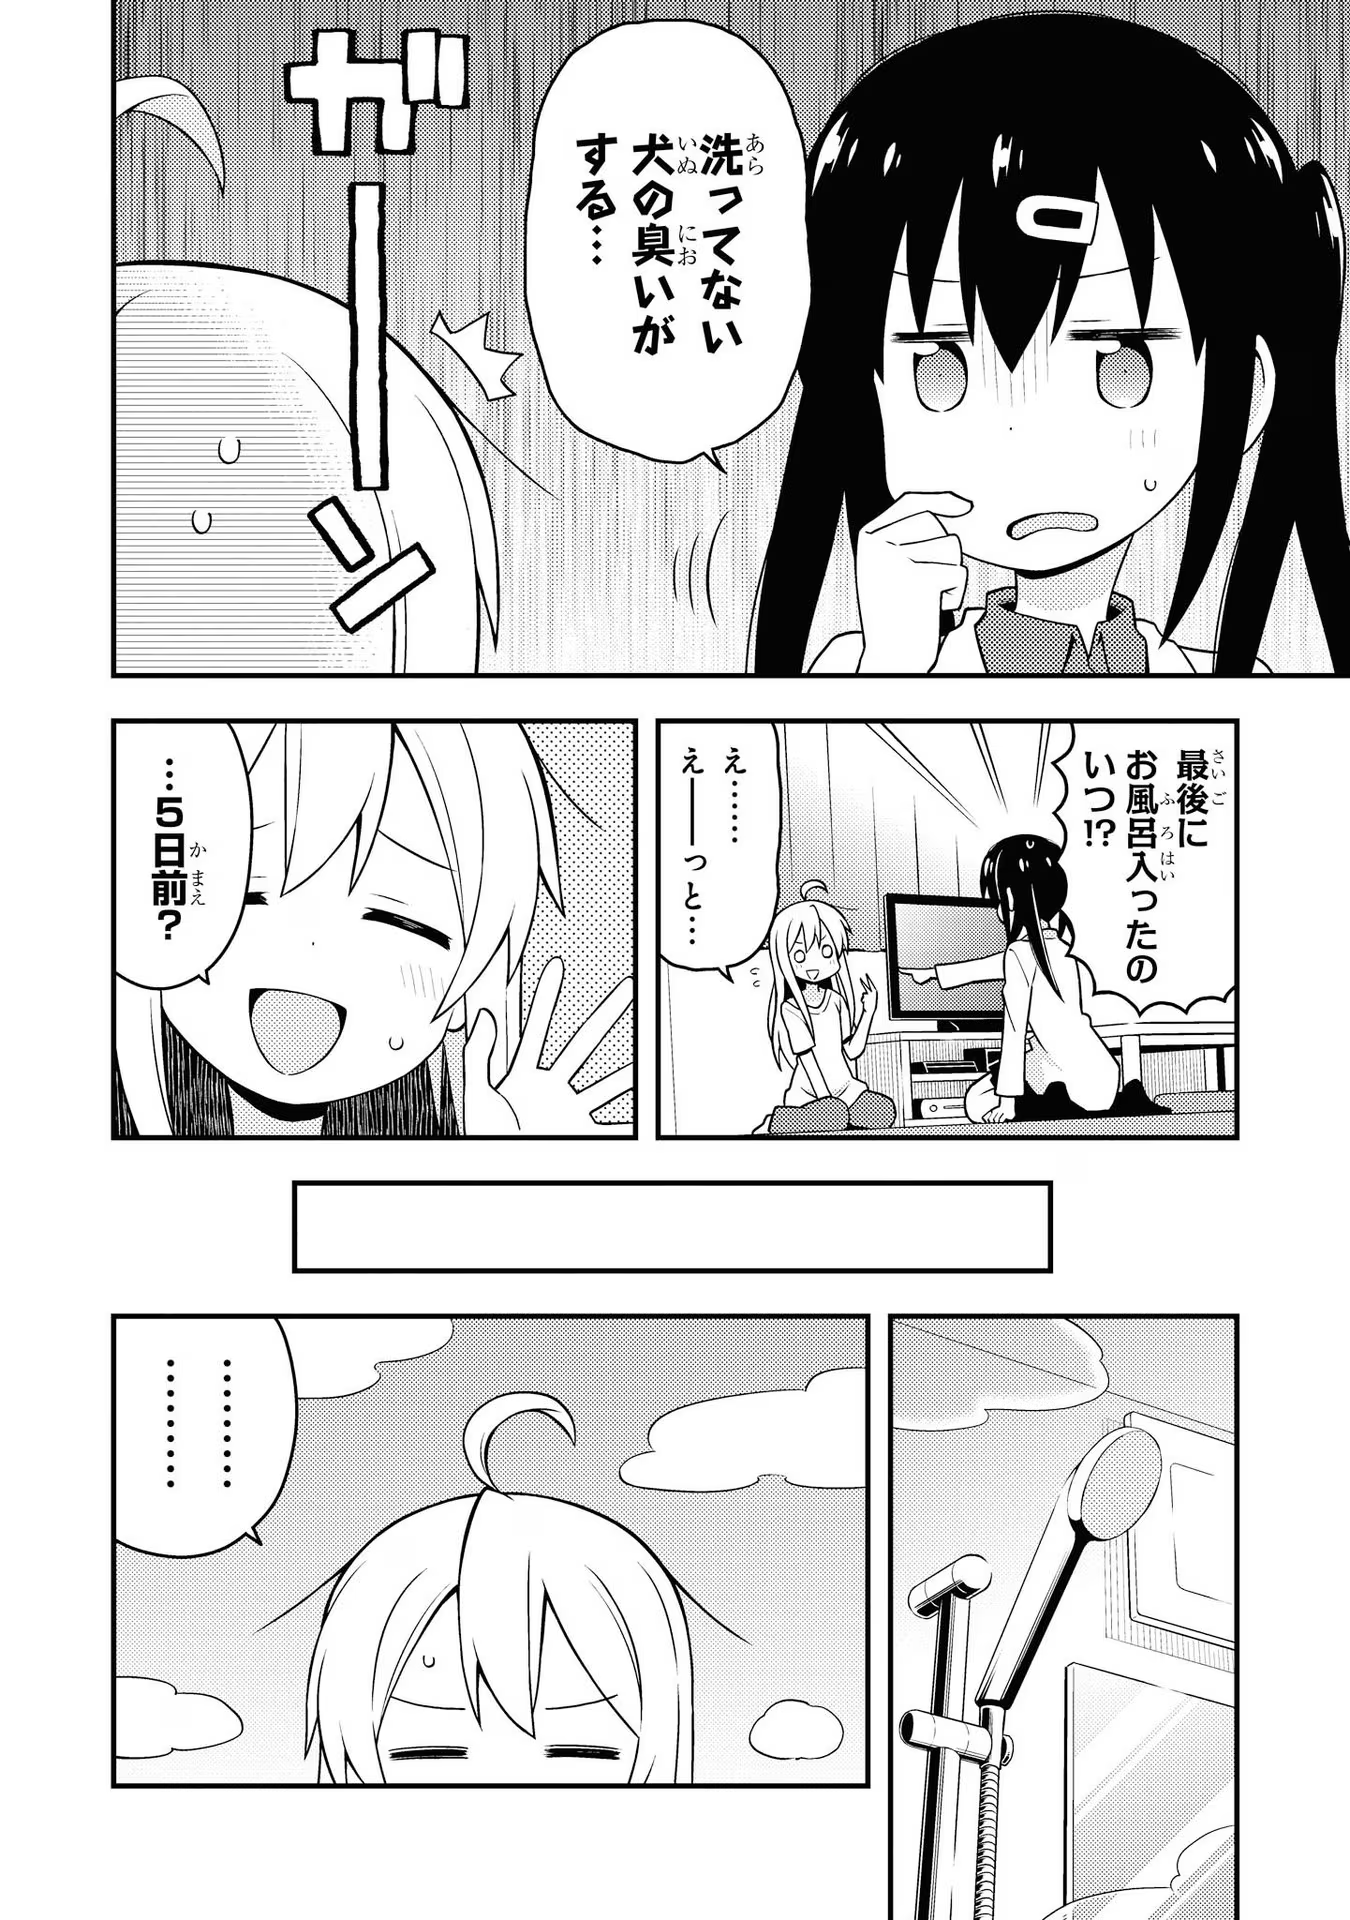 洗ってない
犬の臭いが
する…
ガーン
最後に
お風呂入ったの
いつ!?
え……
え――っと…
…5日前?
………
………